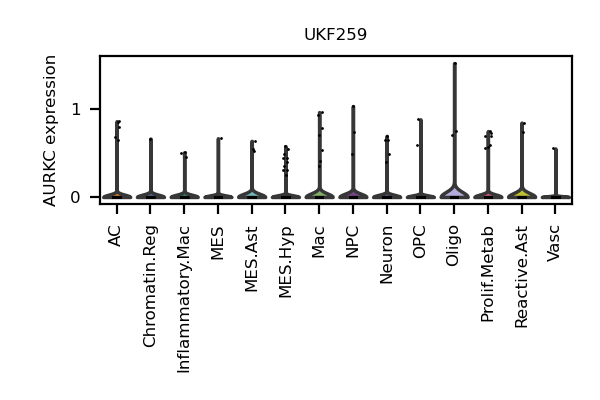 UKF259
AURKC expression
1
0
AC
Chromatin.Reg
Inflammatory.Mac
MES
MES.Ast
MES.Hyp
Mac
NPC
Neuron
OPC
Oligo
Prolif.Metab
Reactive.Ast
Vasc